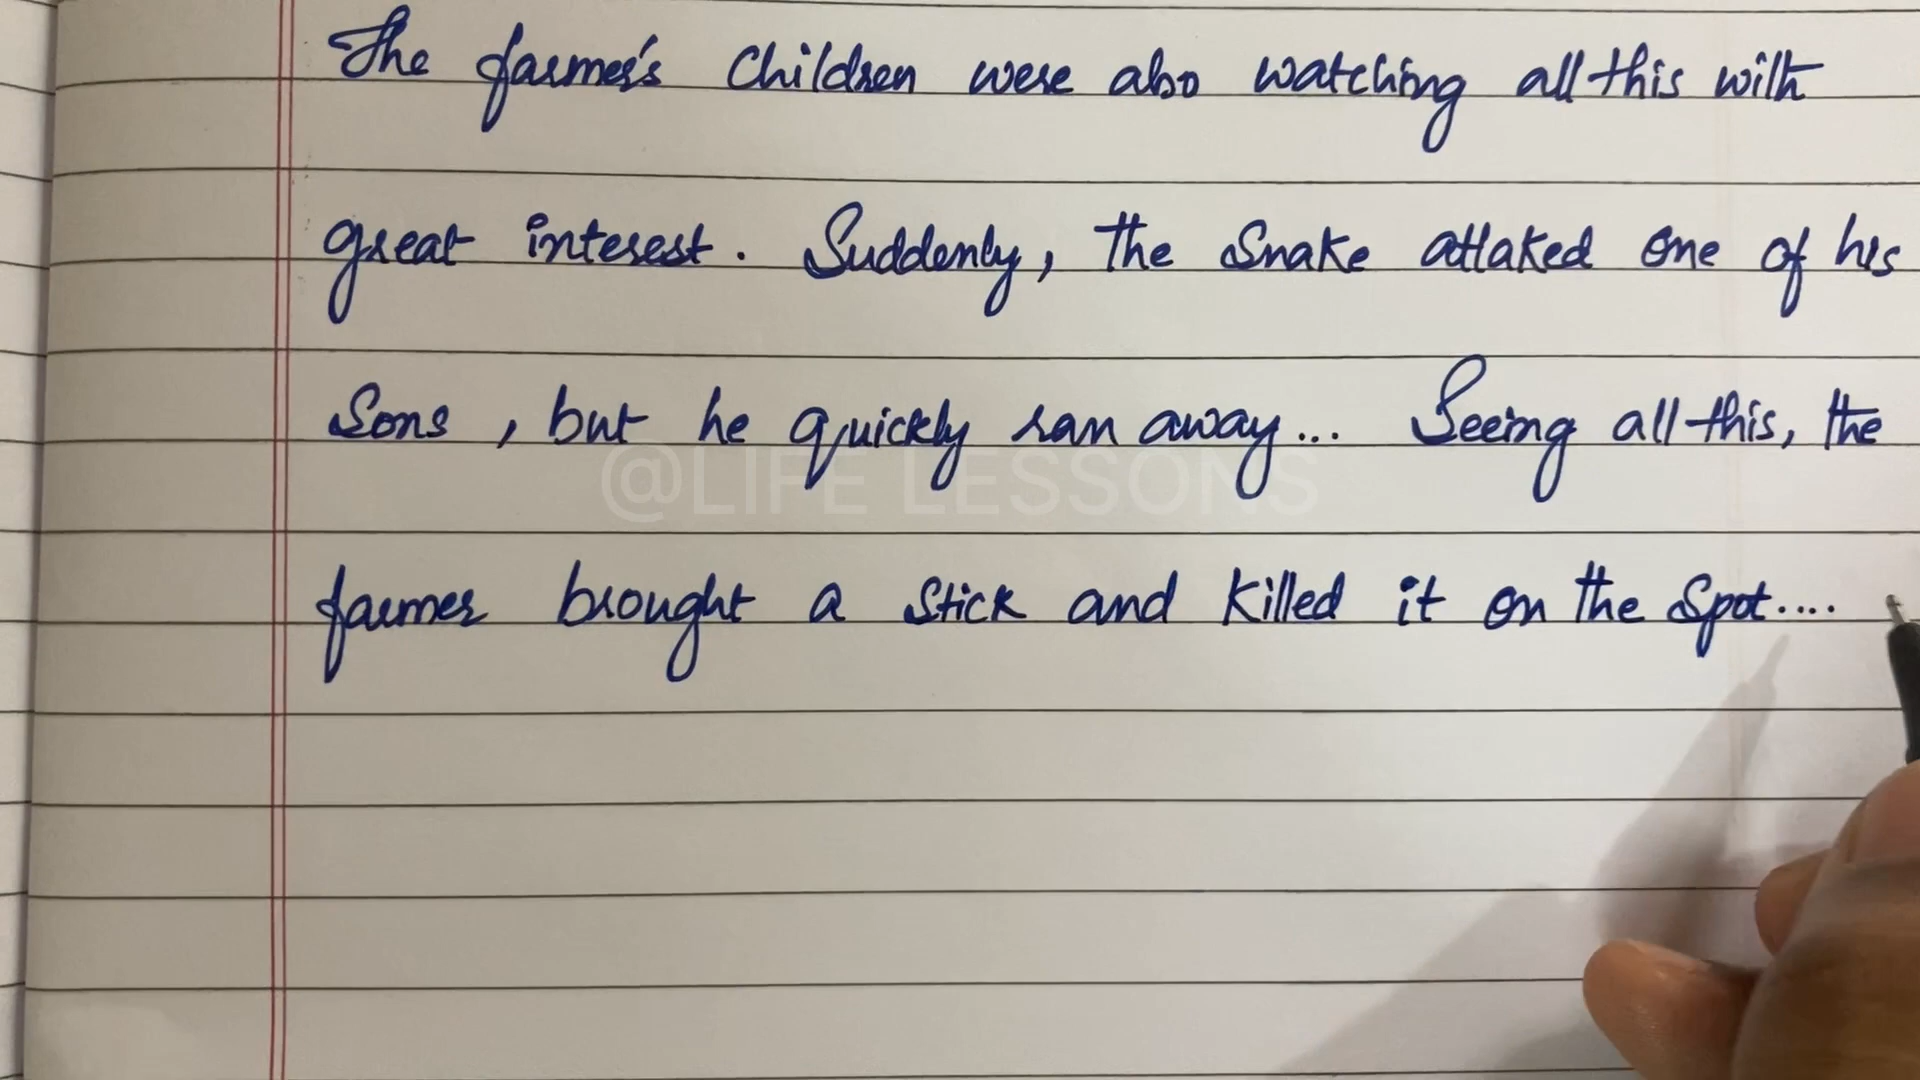 The farmer's Children were also watching all this with
great interest. Suddenly, the Snake attaked one of his
Sons, but he quickly ran away... Seeing all this, the
farmer brought a Stick and Killed it on the Spot....
@LIFE LESSONS